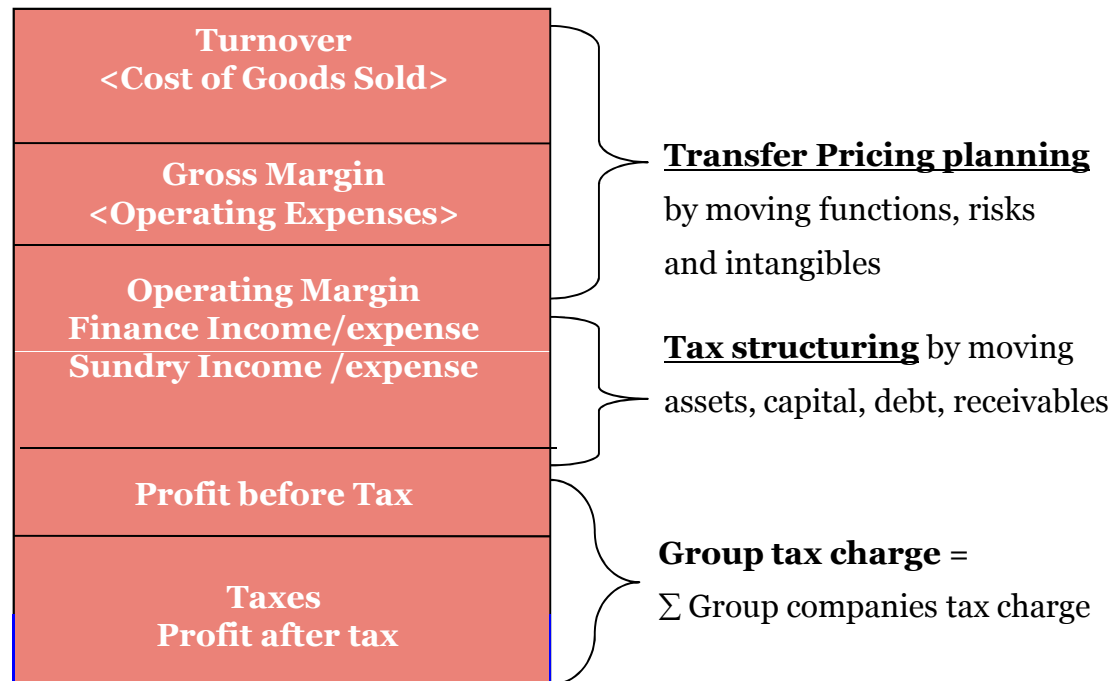 Turnover
<Cost of Goods Sold>
Gross Margin
<Operating Expenses>
Operating Margin
Finance Income/expense
Sundry Income /expense
Profit before Tax
Taxes
Profit after tax
Transfer Pricing planning
by moving functions, risks
and intangibles
Tax structuring by moving
assets, capital, debt, receivables
Group tax charge =
∑ Group companies tax charge